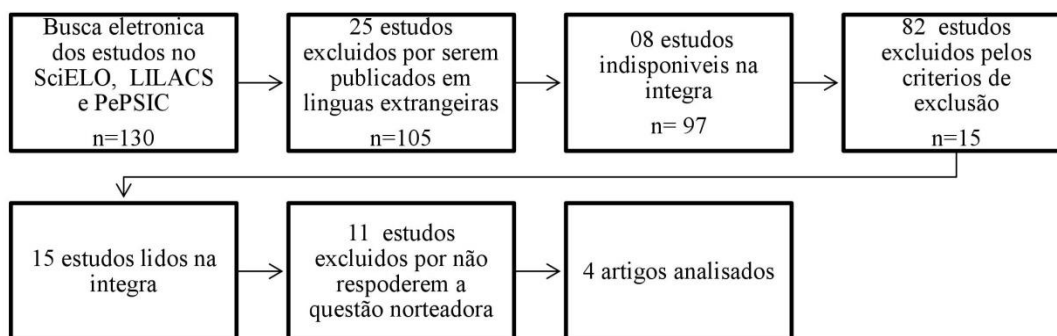 Busca eletronica
dos estudos no
SciELO, LILACS
e PePSIC
n=130
25 estudos
excluidos por serem
publicados em
linguas extrangeiras
n=105
08 estudos
indisponiveis na
integra
n= 97
82 estudos
excluidos pelos
criterios de
exclusão
n=15
15 estudos lidos na
integra
11 estudos
excluidos por não
respoderem a
questão norteadora
4 artigos analisados